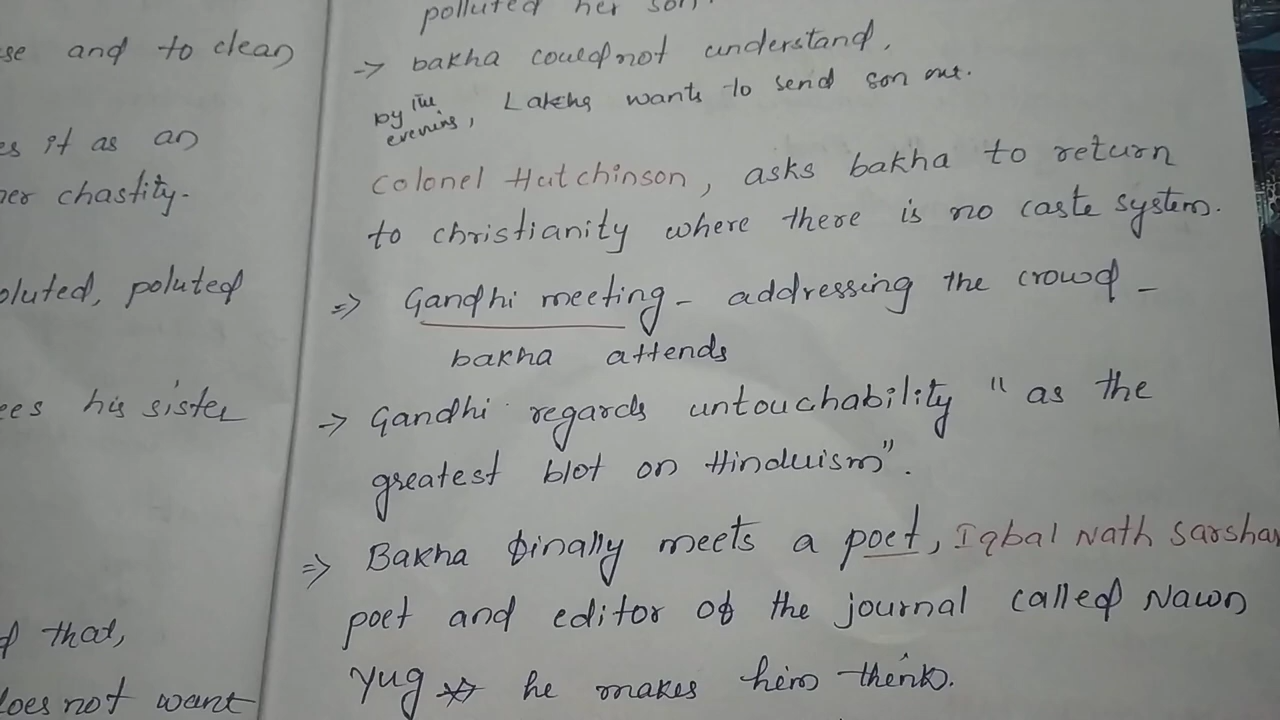 se and to clean
es it as an
her chastity.
oluted, poluted
ees his sister
d that,
does not want
polluted her son.
-> bakha could not understand,
by the evening, Lakha wants to send son out.
Colonel Hutchinson, asks bakha to return
to christianity where there is no caste system.
=> Gandhi meeting - addressing the crowd -
bakha attends
-> Gandhi regards untouchability "as the
greatest blot on Hinduism".
=> Bakha finally meets a poet, Iqbal Nath Sarshar
poet and editor of the journal called Nawn
Yug he makes him think.